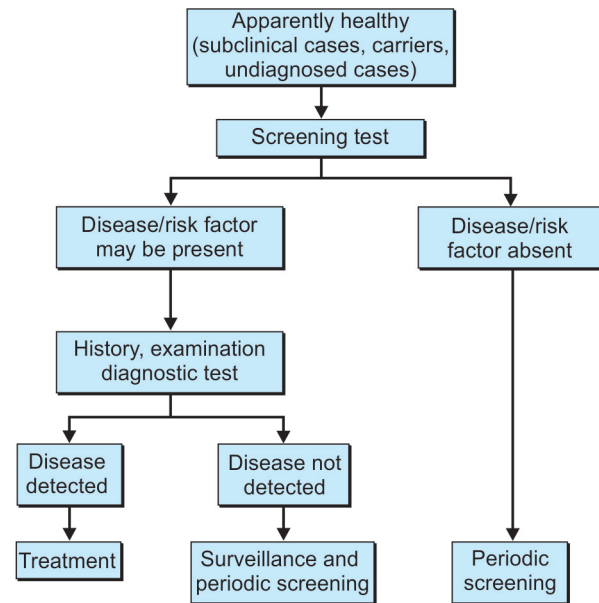 Apparently healthy
(subclinical cases, carriers,
undiagnosed cases)
Screening test
Disease/risk factor
may be present
Disease/risk
factor absent
History, examination
diagnostic test
Disease
detected
Disease not
detected
Treatment
Surveillance and
periodic screening
Periodic
screening